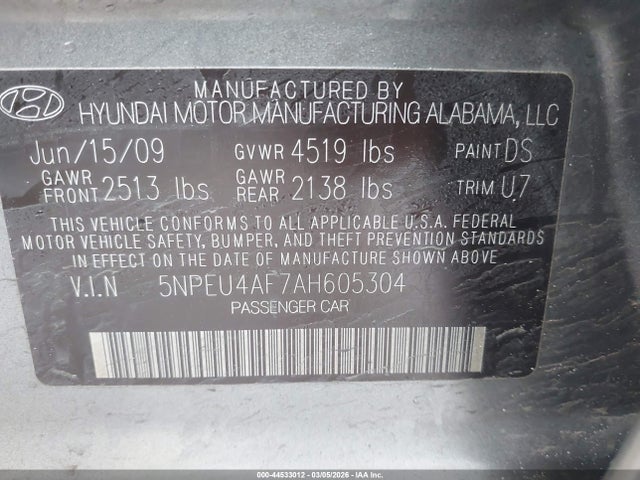 MANUFACTURED BY
HYUNDAI MOTOR MANUFACTURING ALABAMA, LLC
Jun/15/09 GVWR 4519 lbs PAINT DS
GAWR FRONT 2513 lbs GAWR REAR 2138 lbs TRIM U7
THIS VEHICLE CONFORMS TO ALL APPLICABLE U.S.A. FEDERAL
MOTOR VEHICLE SAFETY, BUMPER, AND THEFT PREVENTION STANDARDS
IN EFFECT ON THE DATE OF MANUFACTURE SHOWN ABOVE
V.I.N 5NPEU4AF7AH605304
PASSENGER CAR
000-44533012 | 03/05/2026 - IAAI